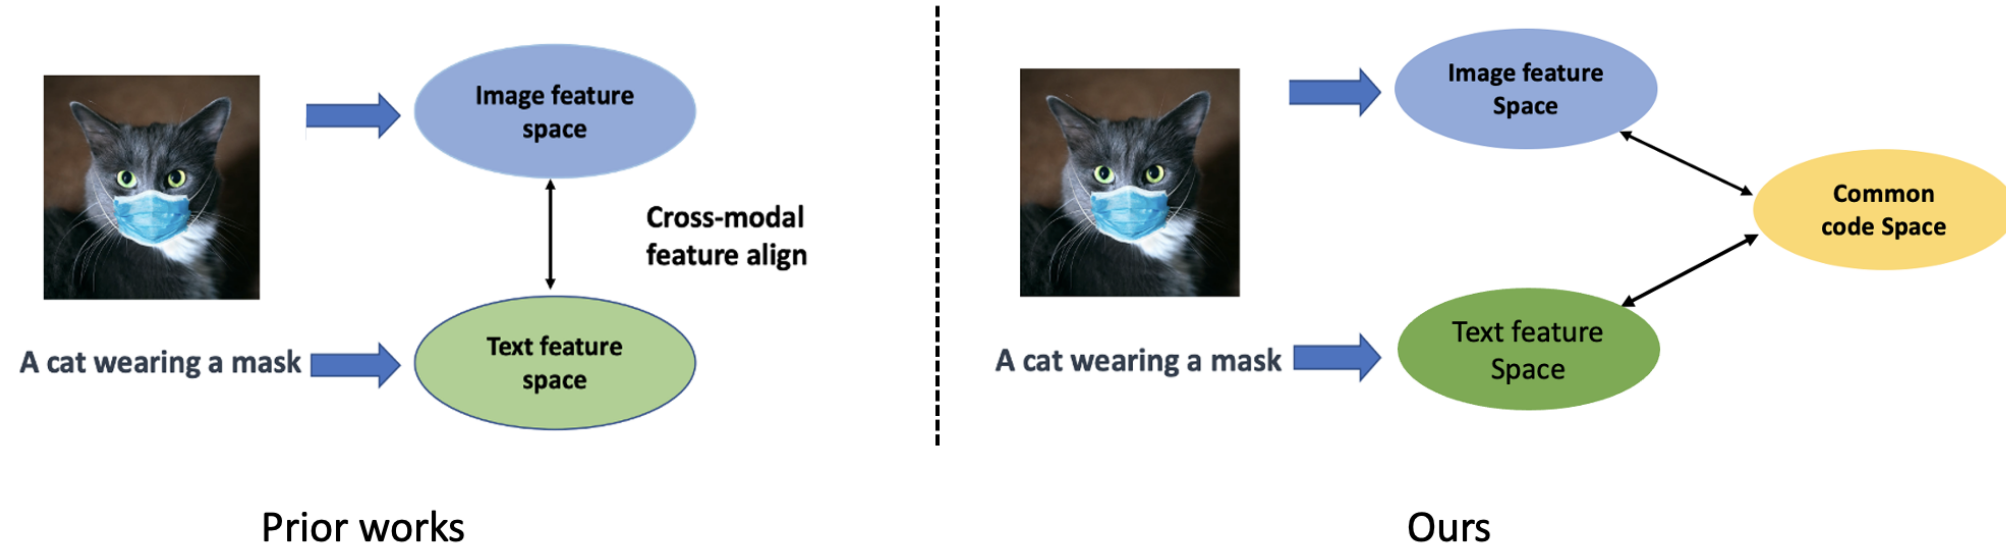 Image feature
space
Cross-modal
feature align
A cat wearing a mask
Text feature
space
Prior works
Image feature
Space
Common
code Space
A cat wearing a mask
Text feature
Space
Ours